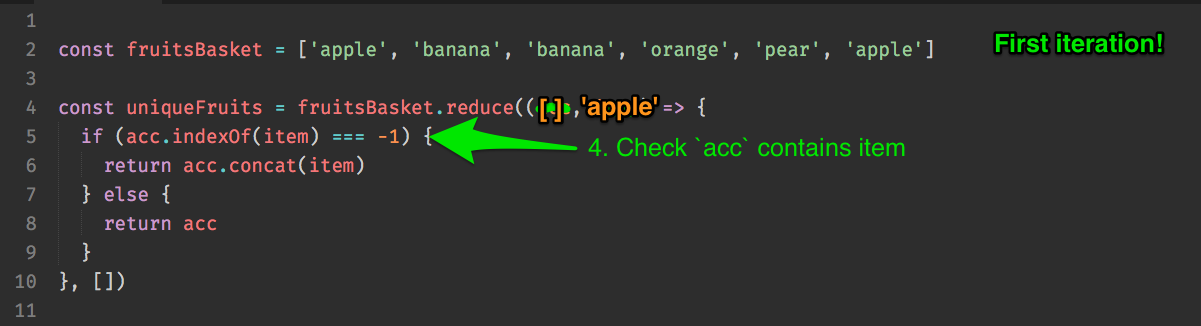 1
2 const fruitsBasket = ['apple', 'banana', 'banana', 'orange', 'pear', 'apple'] First iteration!
3
4 const uniqueFruits = fruitsBasket.reduce(([ ], 'apple' => {
5 if (acc.indexOf(item) === -1) { 4. Check `acc` contains item
6 return acc.concat(item)
7 } else {
8 return acc
9 }
10 }, [])
11